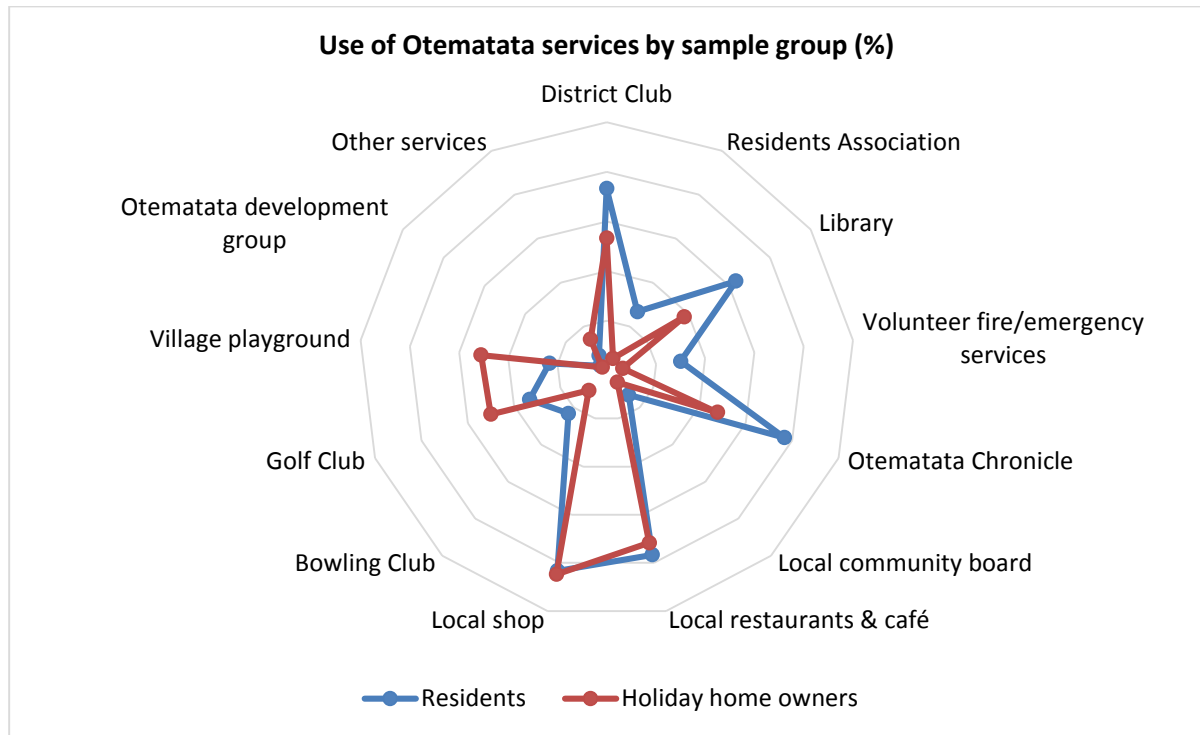 Use of Otematata services by sample group (%)
District Club
Other services
Residents Association
Otematata development
group
Library
Village playground
Volunteer fire/emergency
services
Golf Club
Otematata Chronicle
Bowling Club
Local community board
Local shop
Local restaurants & café
Residents
Holiday home owners